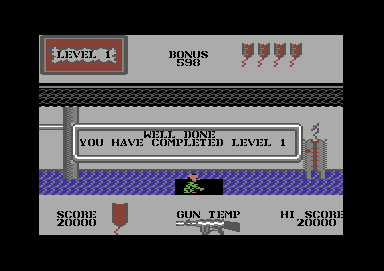 LEVEL 1
BONUS
598
WELL DONE
YOU HAVE COMPLETED LEVEL 1
SCORE
20000
GUN TEMP
HI SCORE
20000